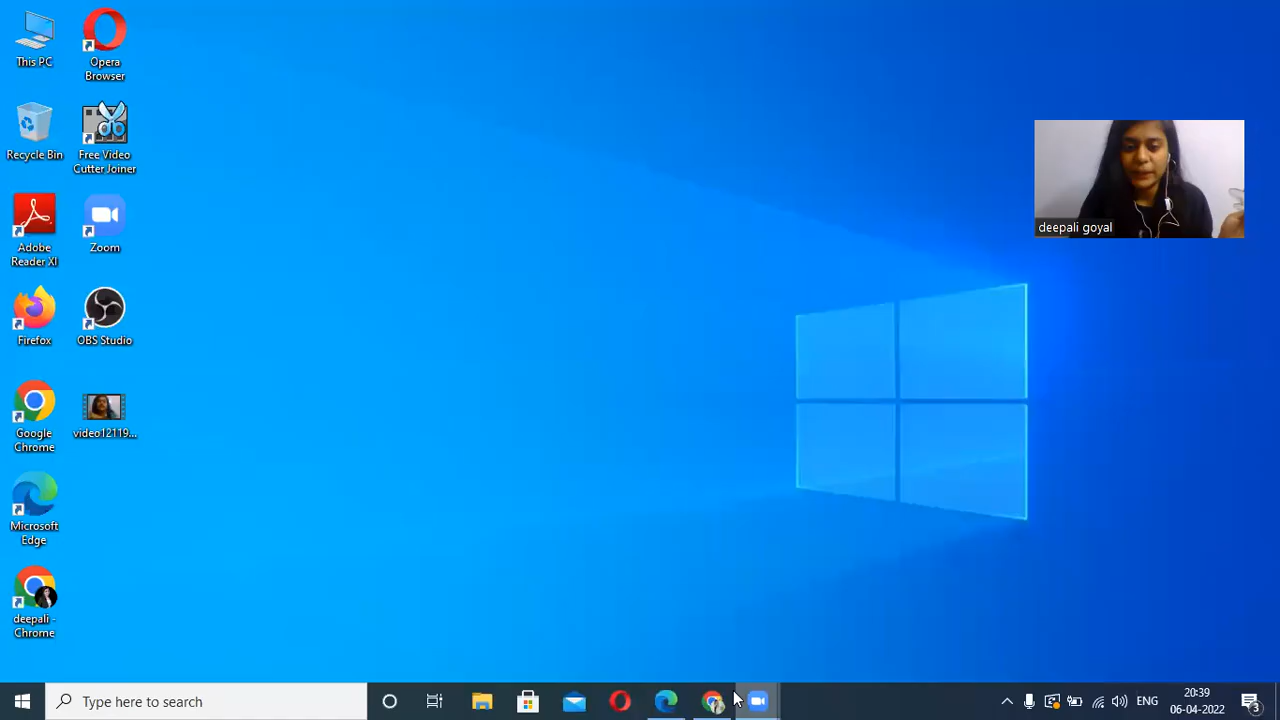 This PC
Opera
Browser
Recycle Bin
Free Video
Cutter Joiner
Adobe
Reader XI
Zoom
Firefox
OBS Studio
Google
Chrome
video12119...
Microsoft
Edge
deepali -
Chrome
deepali goyal
Type here to search
ENG
20:39
06-04-2022
3